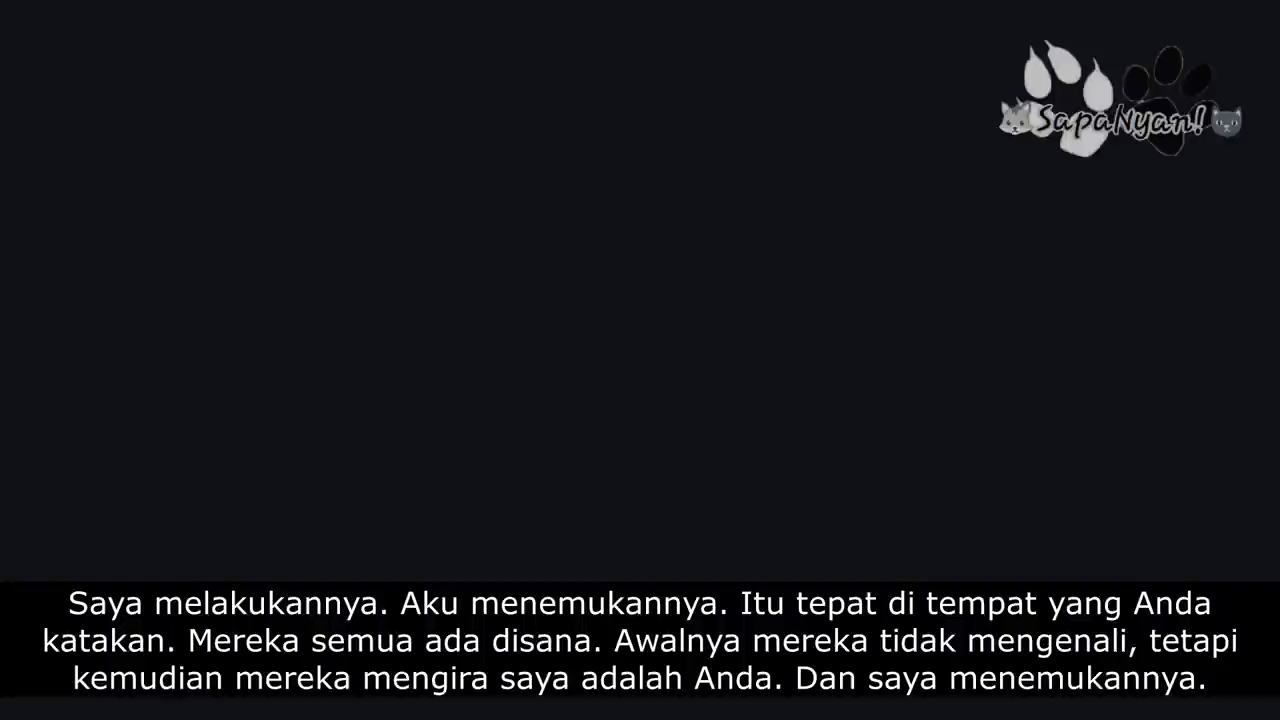 SapaNyan!
Saya melakukannya. Aku menemukannya. Itu tepat di tempat yang Anda
katakan. Mereka semua ada disana. Awalnya mereka tidak mengenali, tetapi
kemudian mereka mengira saya adalah Anda. Dan saya menemukannya.